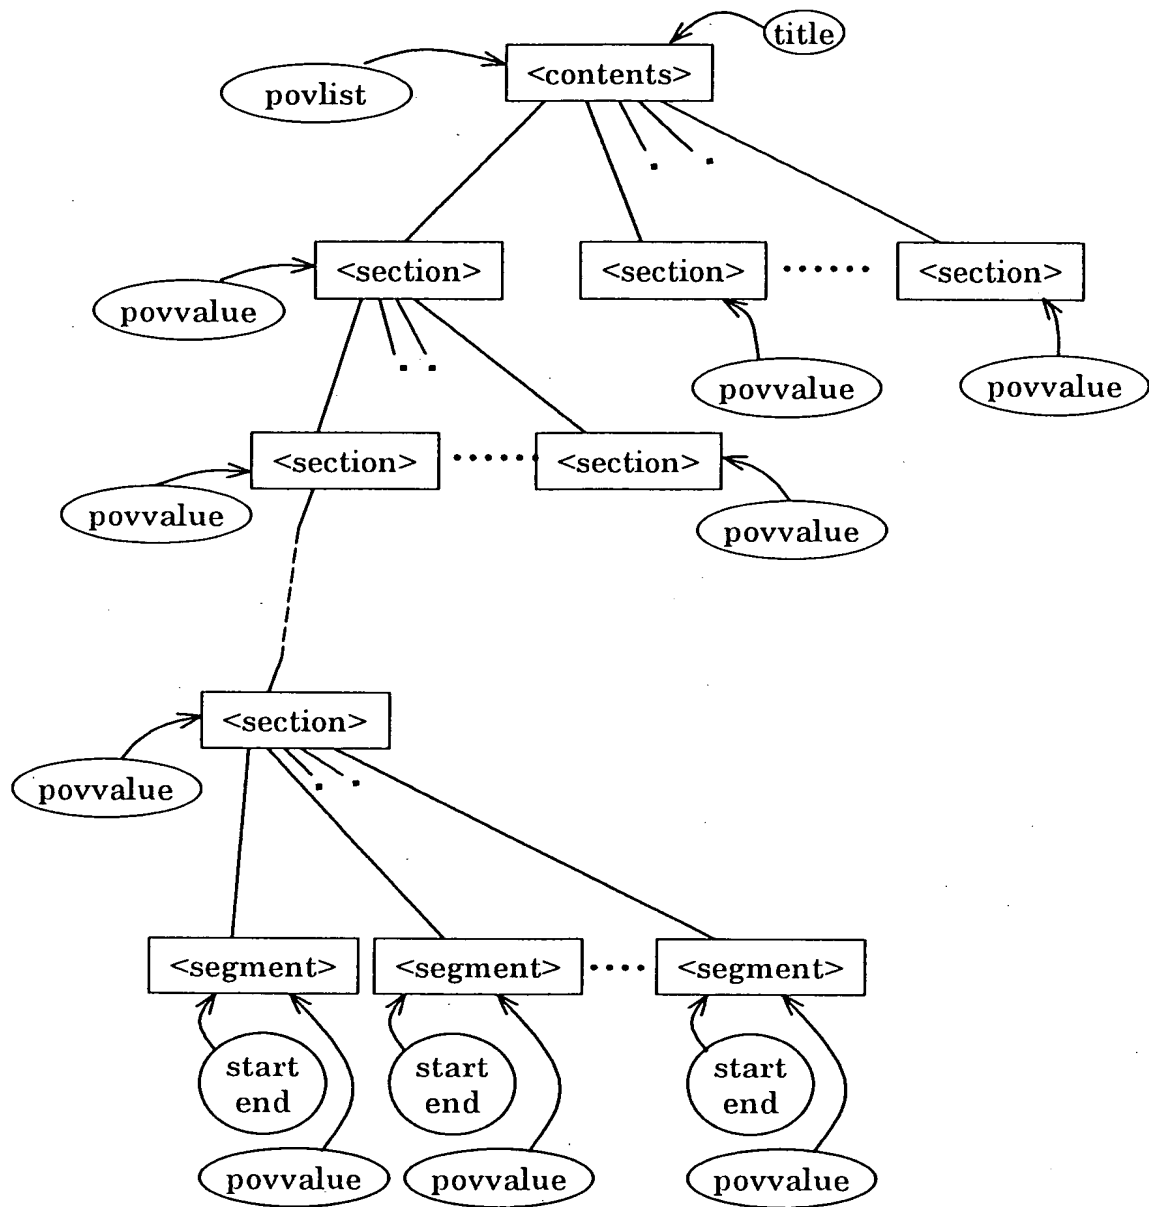 title
<contents>
povlist
<section>
<section>
<section>
povvalue
povvalue
povvalue
<section>
<section>
povvalue
povvalue
<section>
povvalue
<segment>
<segment>
<segment>
start
end
start
end
start
end
povvalue
povvalue
povvalue